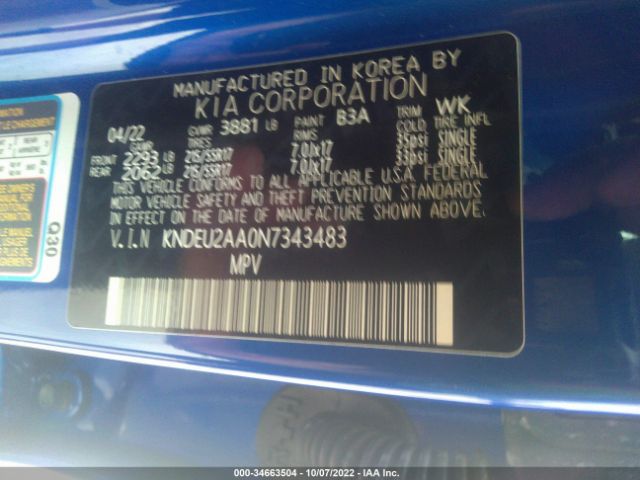 MANUFACTURED IN KOREA BY
KIA CORPORATION
04/22 GVWR 3881 LB PAINT B3A TRIM WK
GAWR TIRES RIMS COLD TIRE INFL
FRONT 2293 LB 215/55R17 7.0Jx17 35psi SINGLE
REAR 2062 LB 215/55R17 7.0Jx17 33psi SINGLE
THIS VEHICLE CONFORMS TO ALL APPLICABLE U.S.A. FEDERAL
MOTOR VEHICLE SAFETY AND THEFT PREVENTION STANDARDS
IN EFFECT ON THE DATE OF MANUFACTURE SHOWN ABOVE.
V.I.N KNDEU2AA0N7343483
MPV
Q30
000-34663504 - 10/07/2022 - IAA Inc.